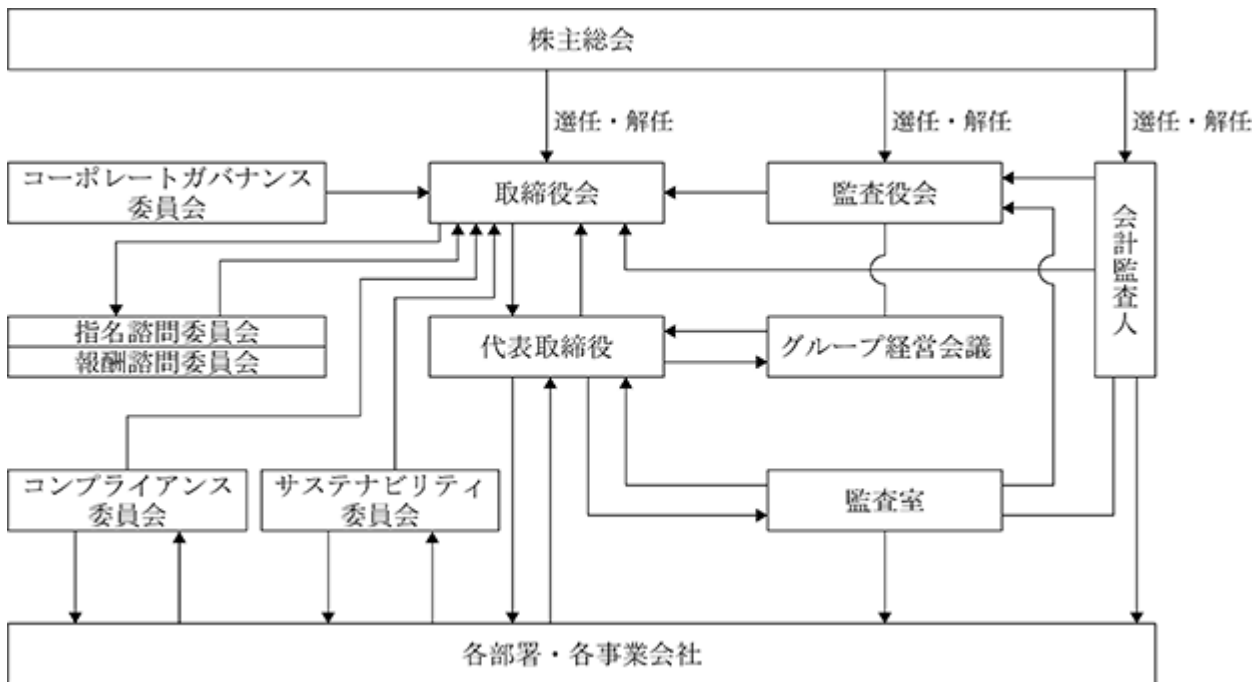 株主総会
選任・解任
選任・解任
選任・解任
コーポレートガバナンス
委員会
取締役会
監査役会
会計監査人
指名諮問委員会
報酬諮問委員会
代表取締役
グループ経営会議
コンプライアンス
委員会
サステナビリティ
委員会
監査室
各部署・各事業会社